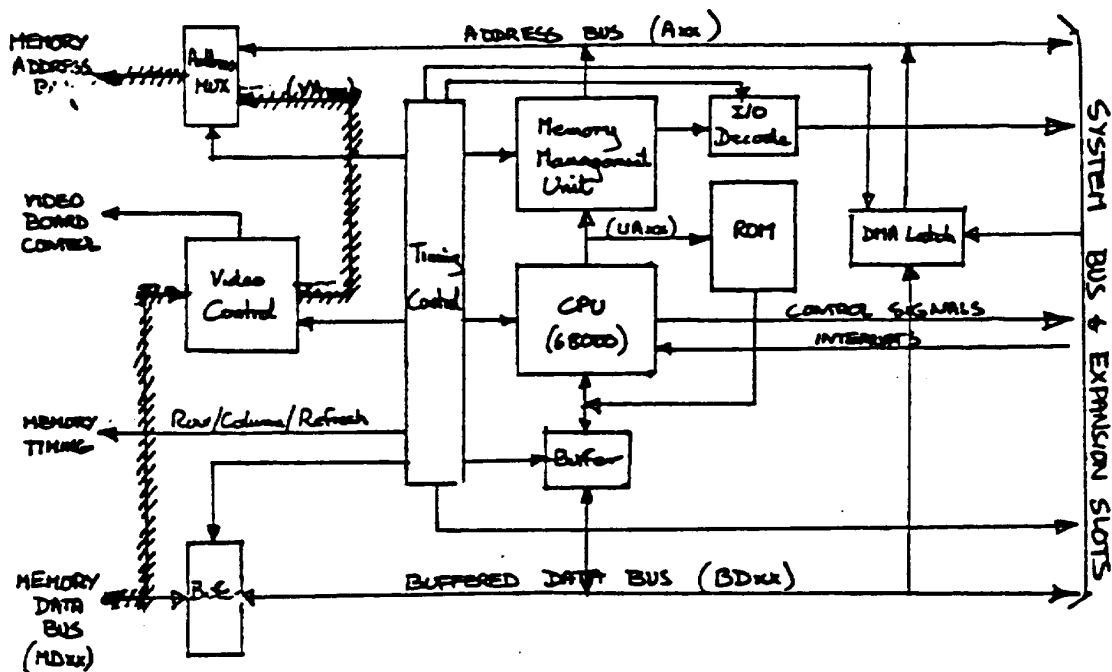 MEMORY
ADDRESS
ADDRESS BUS (Axx)
Address
MUX
Memory
Management
Unit
I/O
Decode
VIDEO
BOARD
CONTROL
Video
Control
Timing
Control
(UAxx)
ROM
DMA Latch
CPU
(68000)
CONTROL SIGNALS
INTERRUPTS
MEMORY
TIMING
Row/Column/Refresh
Buffer
MEMORY
DATA
BUS
(MDxx)
BUFFERED DATA BUS (BDxx)
SYSTEM BUS & EXPANSION SLOTS